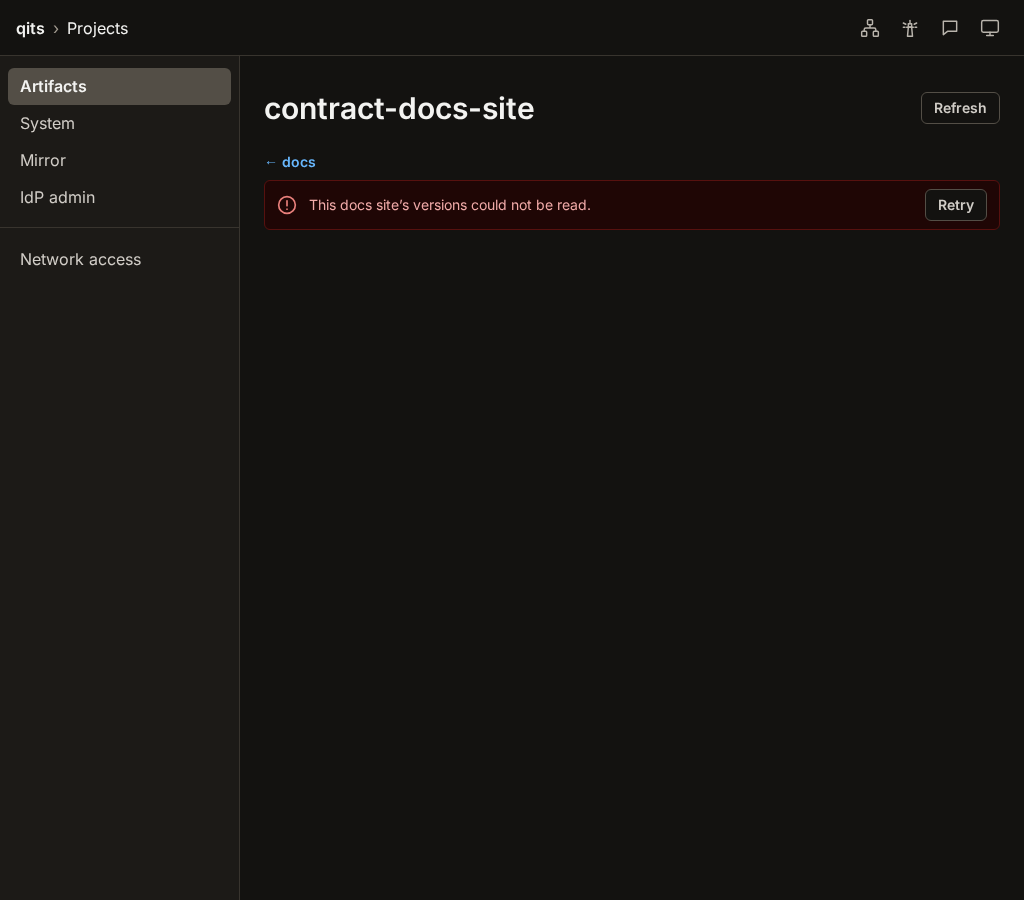 qits › Projects
Artifacts
System
Mirror
IdP admin
Network access
contract-docs-site
Refresh
← docs
This docs site’s versions could not be read.
Retry